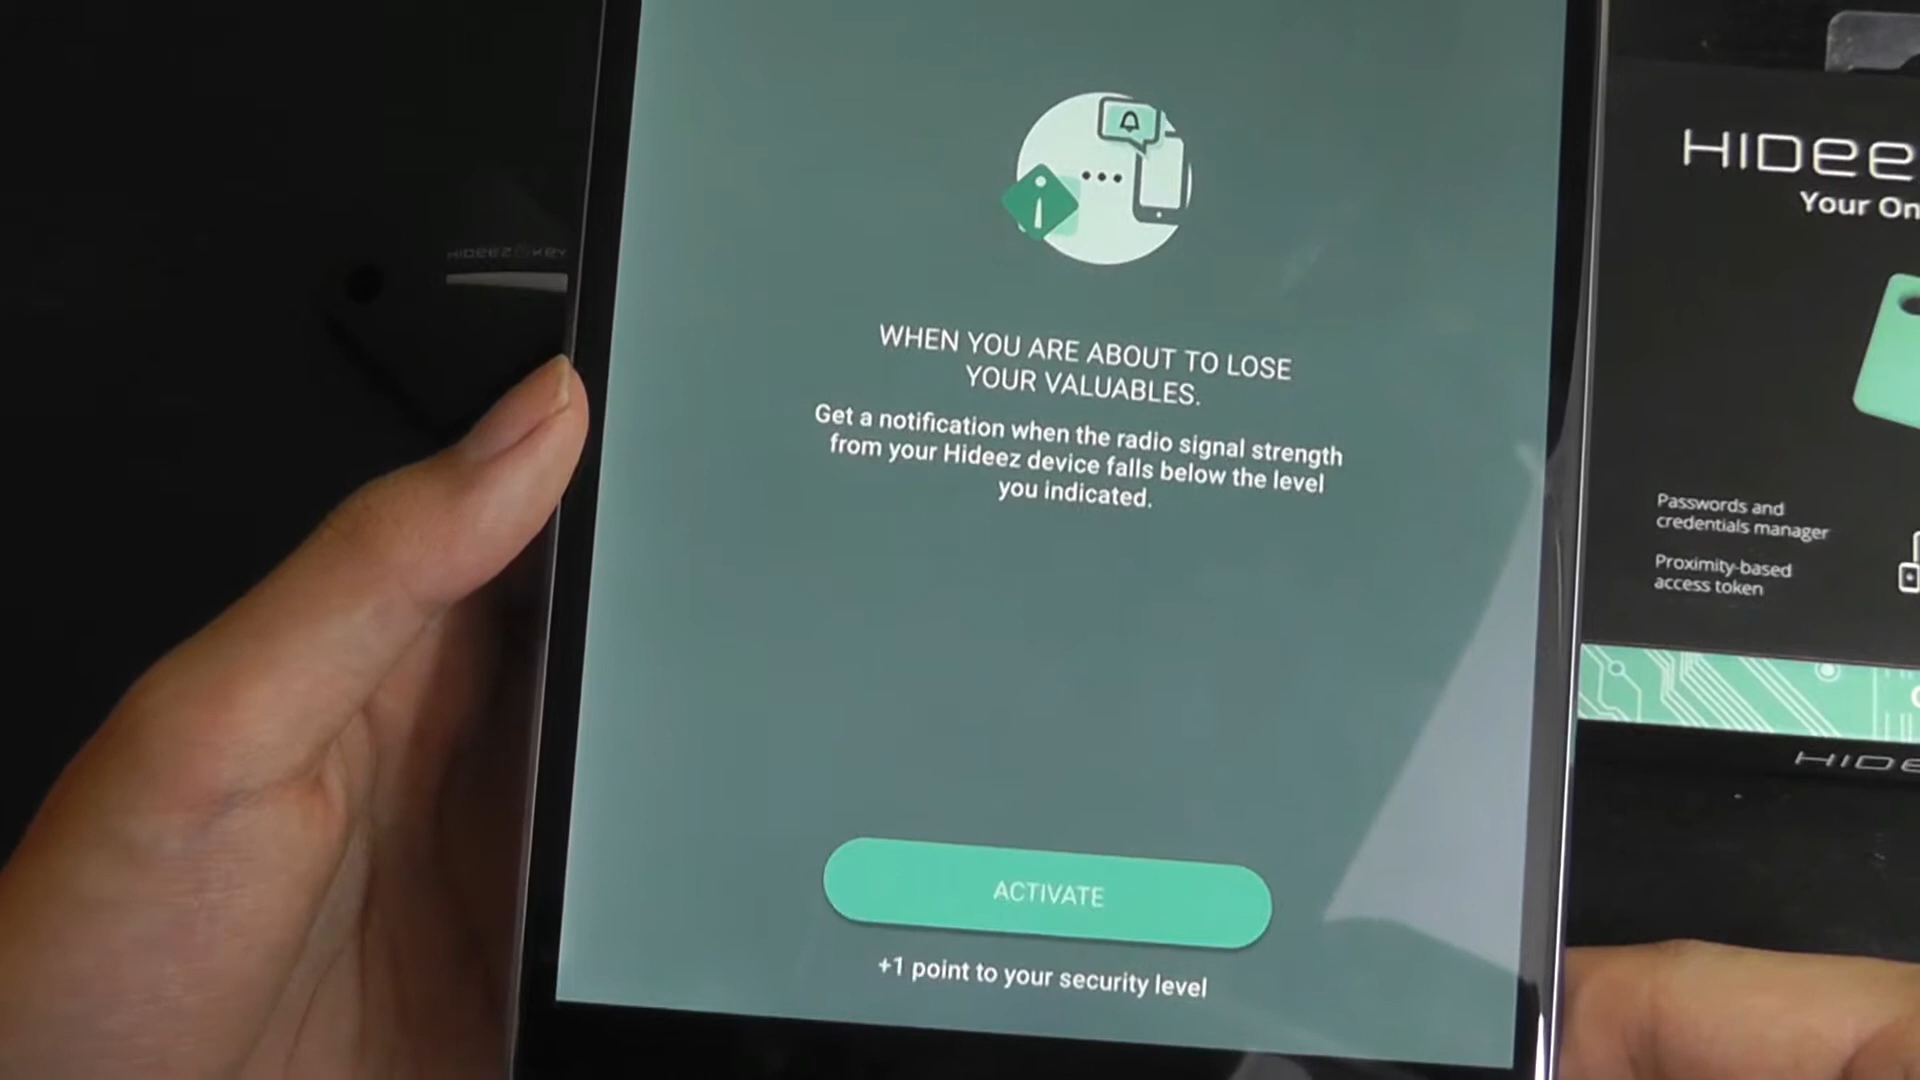 WHEN YOU ARE ABOUT TO LOSE
YOUR VALUABLES.
Get a notification when the radio signal strength
from your Hideez device falls below the level
you indicated.
ACTIVATE
+1 point to your security level
HIDEEZ KEY
HIDEEZ
Your On
Passwords and
credentials manager
Proximity-based
access token
HIDE